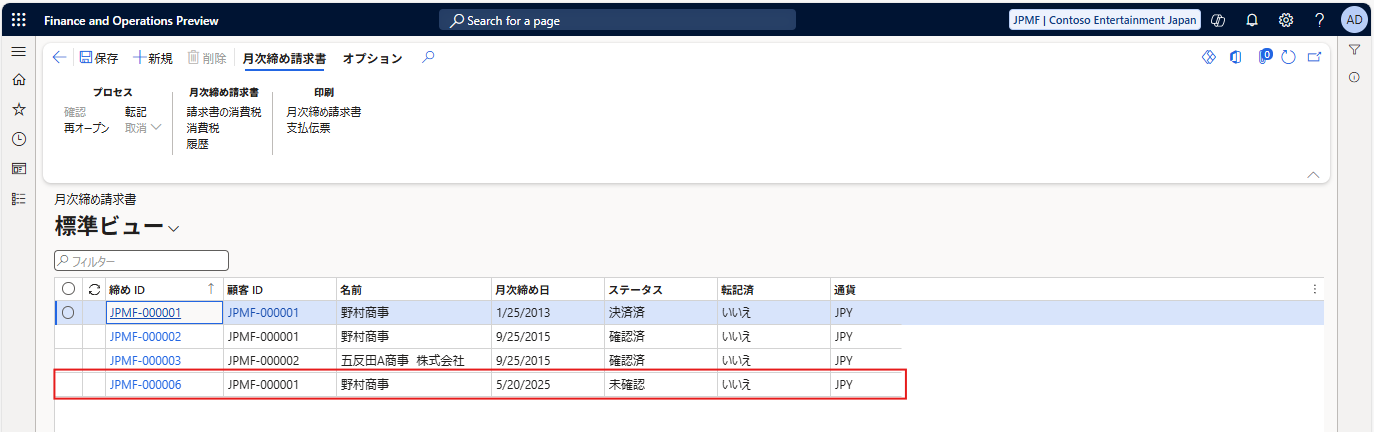 Finance and Operations Preview
Search for a page
JPMF | Contoso Entertainment Japan
AD
保存
新規
削除
月次締め請求書
オプション
0
プロセス
確認
転記
再オープン
取消
月次締め請求書
請求書の消費税
消費税
履歴
印刷
月次締め請求書
支払伝票
月次締め請求書
標準ビュー
フィルター
締め ID 顧客 ID 名前 月次締め日 ステータス 転記済 通貨
JPMF-000001 JPMF-000001 野村商事 1/25/2013 決済済 いいえ JPY
JPMF-000002 JPMF-000001 野村商事 9/25/2015 確認済 いいえ JPY
JPMF-000003 JPMF-000002 五反田A商事　株式会社 9/25/2015 確認済 いいえ JPY
JPMF-000006 JPMF-000001 野村商事 5/20/2025 未確認 いいえ JPY